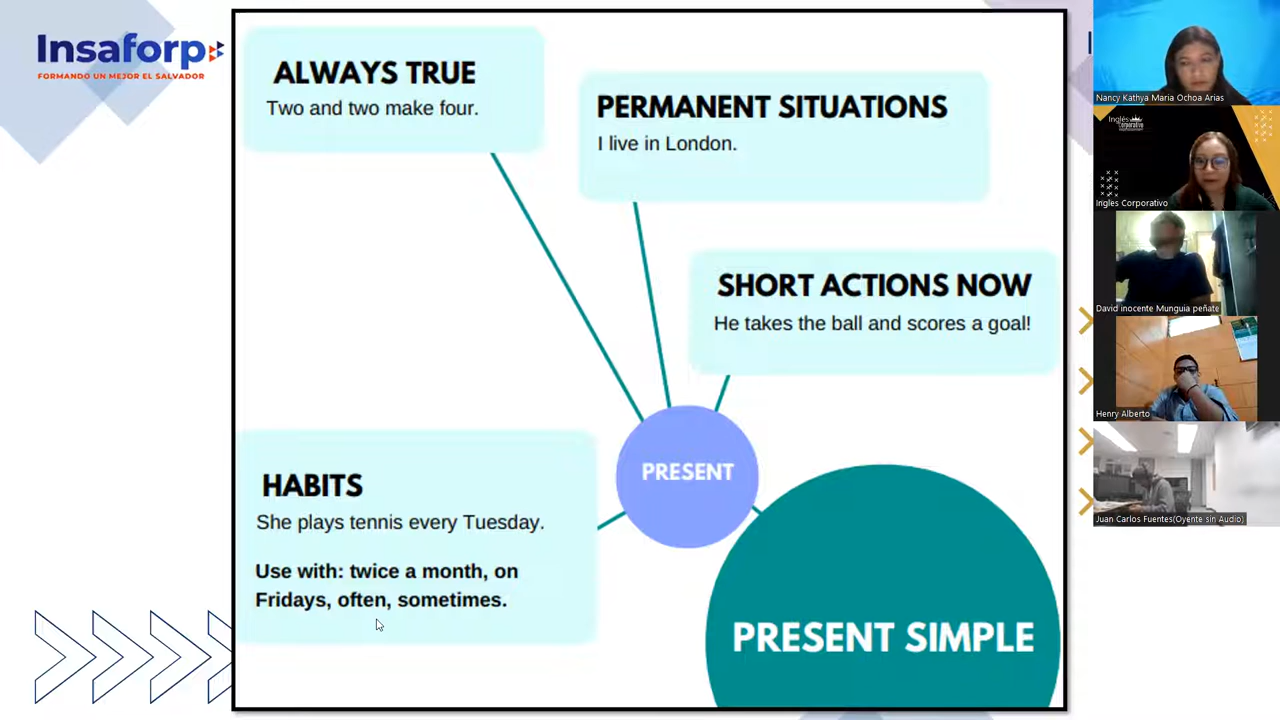 Insaforp
FORMANDO UN MEJOR EL SALVADOR
ALWAYS TRUE
Two and two make four.
PERMANENT SITUATIONS
I live in London.
SHORT ACTIONS NOW
He takes the ball and scores a goal!
PRESENT
HABITS
She plays tennis every Tuesday.
Use with: twice a month, on
Fridays, often, sometimes.
PRESENT SIMPLE
Nancy Kathya Maria Ochoa Arias
Inglés
Corporativo
Ingles Corporativo
David inocente Munguia peñate
Henry Alberto
Juan Carlos Fuentes(Oyente sin Audio)